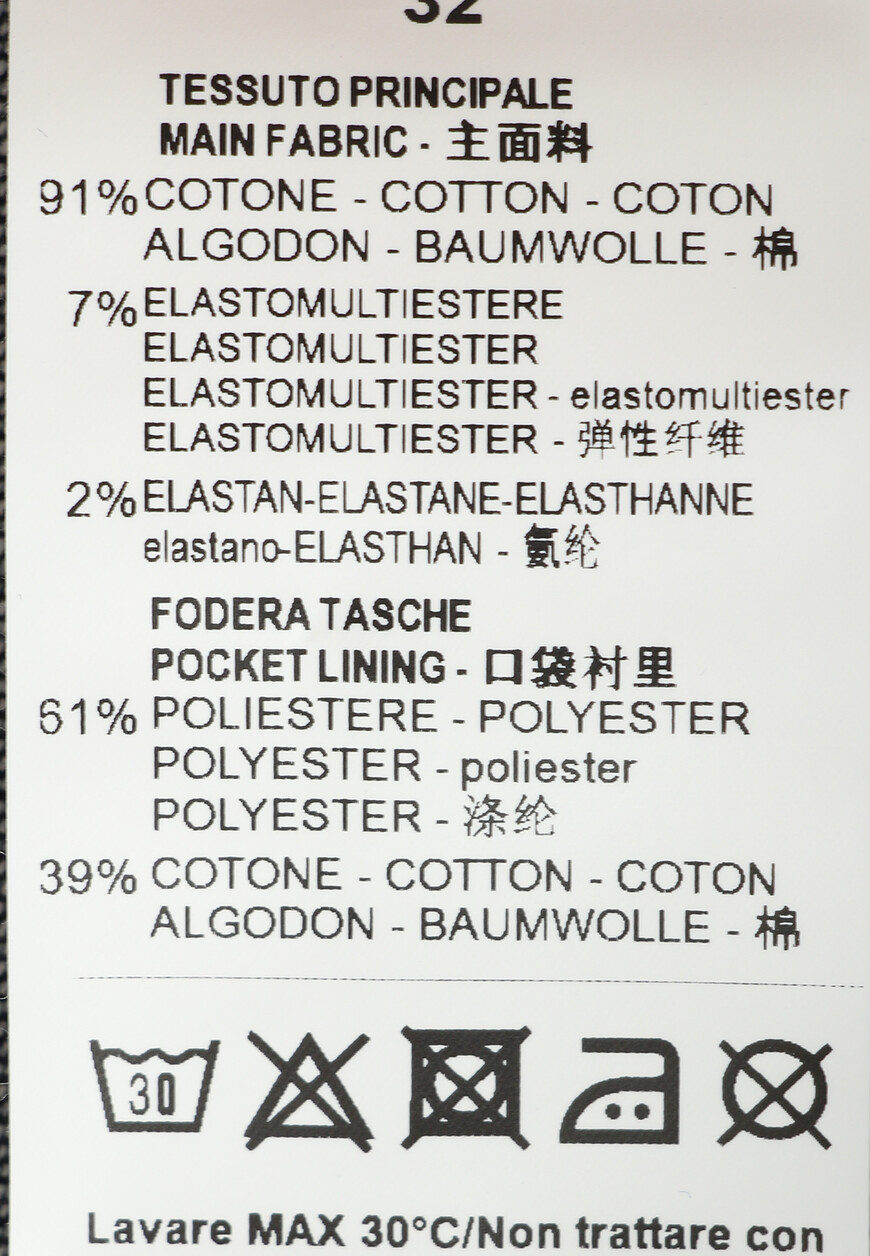 32
TESSUTO PRINCIPALE
MAIN FABRIC - 主面料
91% COTONE - COTTON - COTON
ALGODON - BAUMWOLLE - 棉
7% ELASTOMULTIESTERE
ELASTOMULTIESTER
ELASTOMULTIESTER - elastomultiester
ELASTOMULTIESTER - 弹性纤维
2% ELASTAN-ELASTANE-ELASTHANNE
elastano-ELASTHAN - 氨纶
FODERA TASCHE
POCKET LINING - 口袋衬里
61% POLIESTERE - POLYESTER
POLYESTER - poliester
POLYESTER - 涤纶
39% COTONE - COTTON - COTON
ALGODON - BAUMWOLLE - 棉
30
Lavare MAX 30°C/Non trattare con